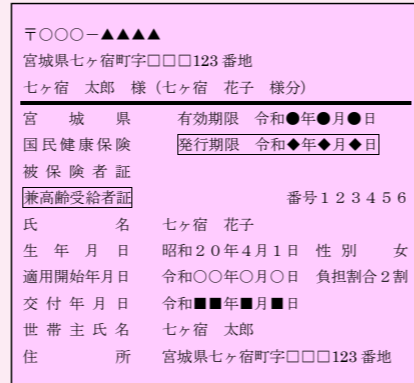 〒○○○－▲▲▲▲
宮城県七ヶ宿町字□□□123番地
七ヶ宿　太郎　様（七ヶ宿　花子　様分）
宮城県　有効期限　令和●年●月●日
国民健康保険　発行期限　令和◆年◆月◆日
被保険者証
兼高齢受給者証　番号１２３４５６
氏名　七ヶ宿　花子
生年月日　昭和２０年４月１日　性別　女
適用開始年月日　令和○○年○月○日　負担割合２割
交付年月日　令和■■年■月■日
世帯主氏名　七ヶ宿　太郎
住所　宮城県七ヶ宿町字□□□123番地